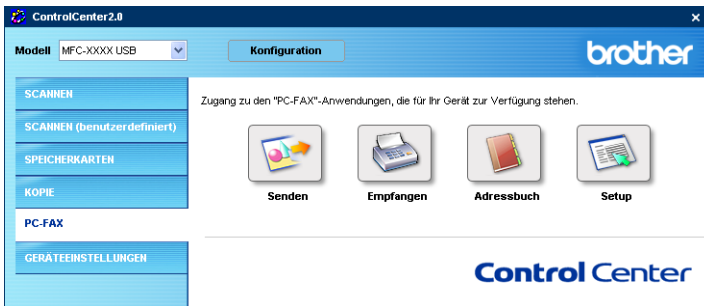 ControlCenter2.0
Modell MFC-XXXX USB Konfiguration brother
SCANNEN
SCANNEN (benutzerdefiniert)
SPEICHERKARTEN
KOPIE
PC-FAX
GERÄTEEINSTELLUNGEN
Zugang zu den "PC-FAX"-Anwendungen, die für Ihr Gerät zur Verfügung stehen.
Senden Empfangen Adressbuch Setup
Control Center